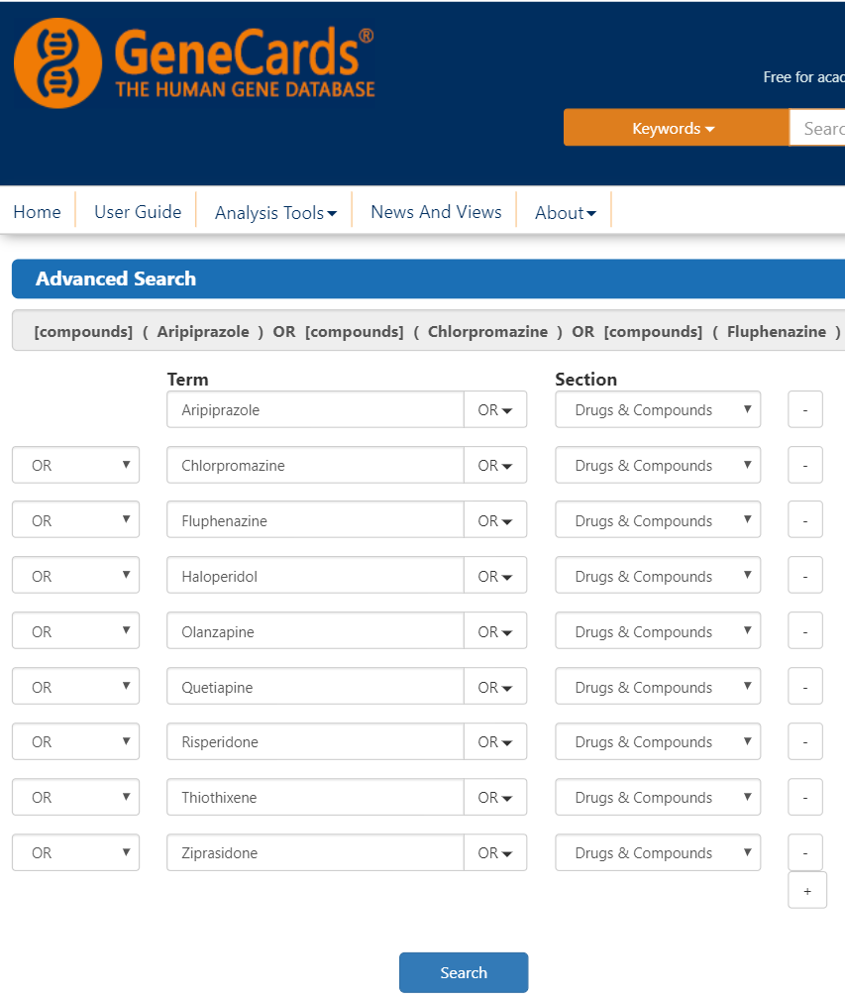 GeneCards®
THE HUMAN GENE DATABASE
Free for acad
Keywords
Searc
Home User Guide Analysis Tools News And Views About
Advanced Search
[compounds] ( Aripiprazole ) OR [compounds] ( Chlorpromazine ) OR [compounds] ( Fluphenazine )
Term Section
Aripiprazole OR Drugs & Compounds -
OR Chlorpromazine OR Drugs & Compounds -
OR Fluphenazine OR Drugs & Compounds -
OR Haloperidol OR Drugs & Compounds -
OR Olanzapine OR Drugs & Compounds -
OR Quetiapine OR Drugs & Compounds -
OR Risperidone OR Drugs & Compounds -
OR Thiothixene OR Drugs & Compounds -
OR Ziprasidone OR Drugs & Compounds -
+
Search